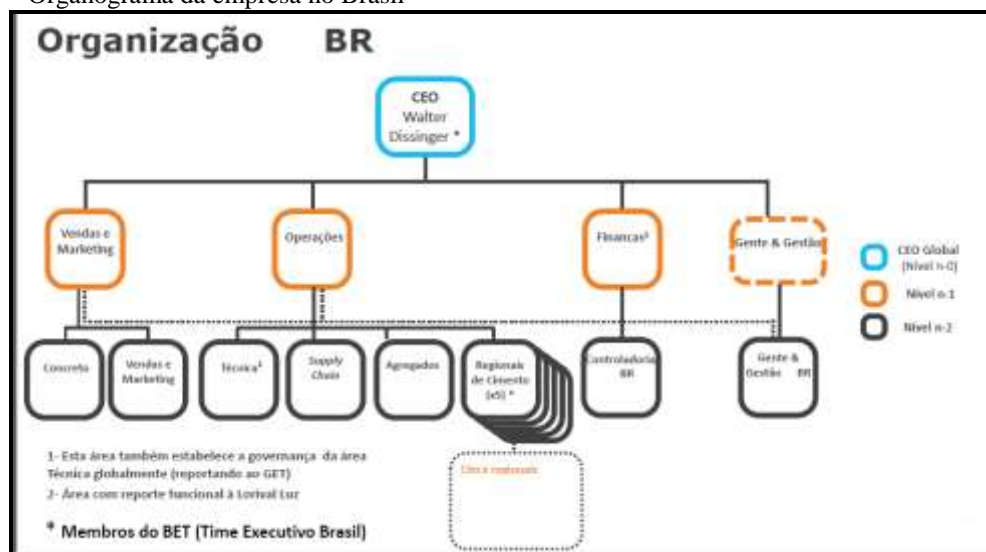 Organograma da empresa no Brasil
Organização BR
CEO
Walter
Dissinger *
Vendas e
Marketing
Operações
Financas²
Gente & Gestão
CEO Global
(Nível n-0)
Nível n-1
Nível n-2
Concreto
Vendas e
Marketing
Técnica¹
Supply
Chain
Agregados
Regionais
de Cimento
(x5) *
Controladoria
BR
Gente &
Gestão BR
1- Esta área também estabelece a governança da área
Técnica globalmente (reportando ao GET)
2- Área com reporte funcional à Lorival Luz
regionais
* Membros do BET (Time Executivo Brasil)